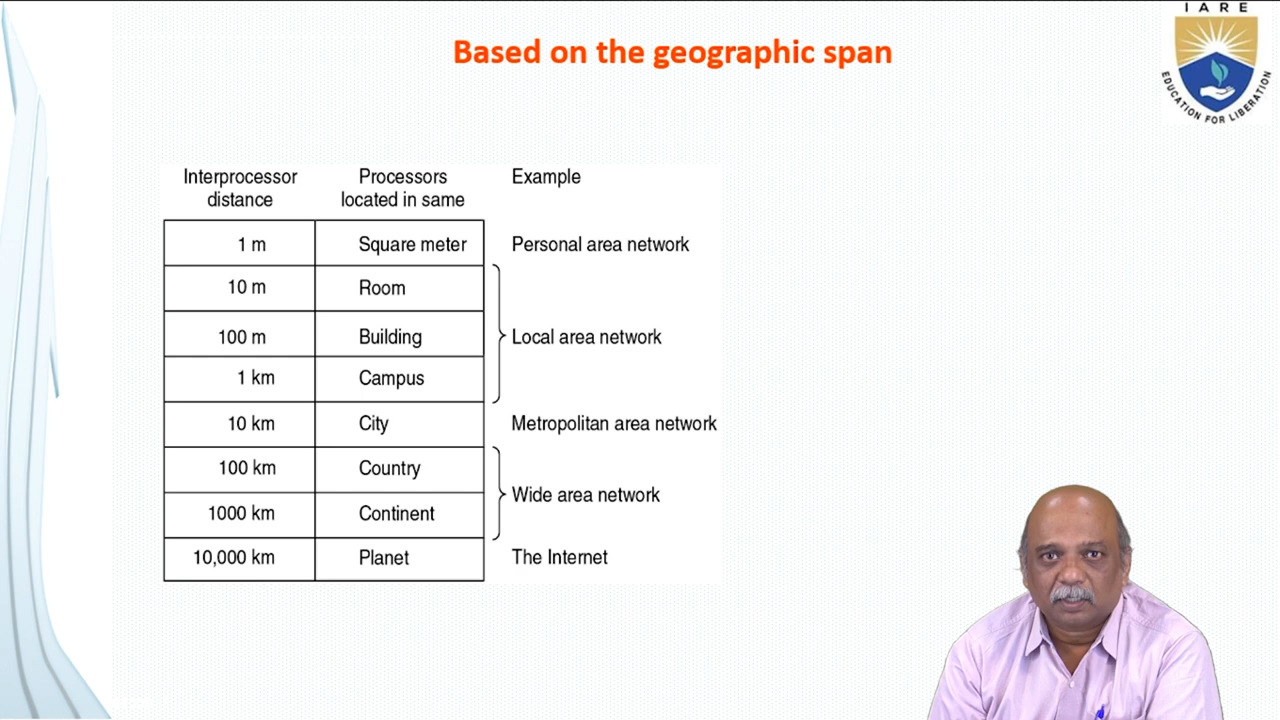 IARE
EDUCATION FOR LIBERATION
Based on the geographic span
Interprocessor distance Processors located in same Example
1 m Square meter Personal area network
10 m Room
100 m Building Local area network
1 km Campus
10 km City Metropolitan area network
100 km Country
Wide area network
1000 km Continent
10,000 km Planet The Internet